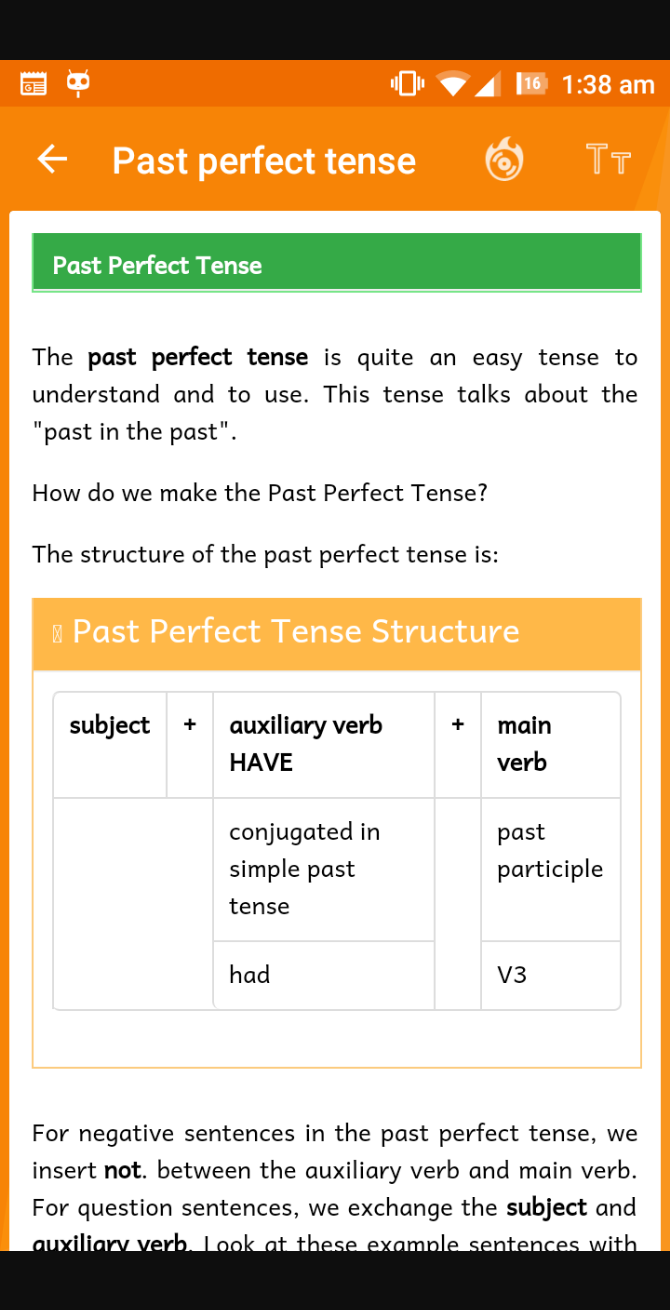 16 1:38 am
Past perfect tense
Past Perfect Tense
The past perfect tense is quite an easy tense to
understand and to use. This tense talks about the
"past in the past".
How do we make the Past Perfect Tense?
The structure of the past perfect tense is:
Past Perfect Tense Structure
subject + auxiliary verb HAVE + main verb
conjugated in simple past tense past participle
had V3
For negative sentences in the past perfect tense, we
insert not. between the auxiliary verb and main verb.
For question sentences, we exchange the subject and
auxiliary verb. Look at these example sentences with